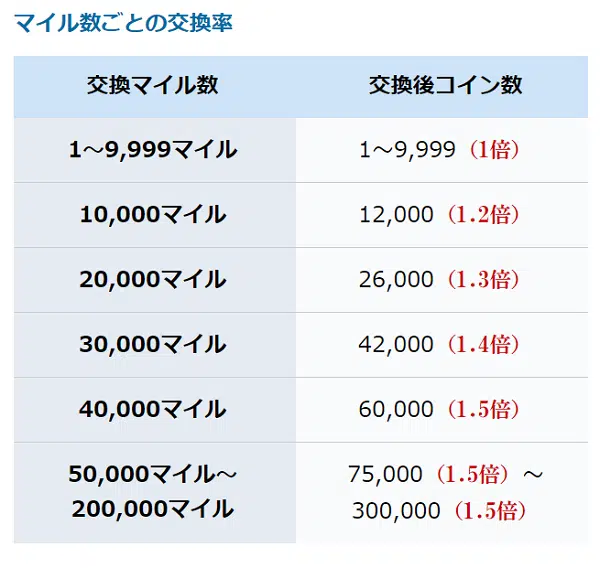 マイル数ごとの交換率
交換マイル数 交換後コイン数
1～9,999マイル 1～9,999（1倍）
10,000マイル 12,000（1.2倍）
20,000マイル 26,000（1.3倍）
30,000マイル 42,000（1.4倍）
40,000マイル 60,000（1.5倍）
50,000マイル～ 75,000（1.5倍）～
200,000マイル 300,000（1.5倍）